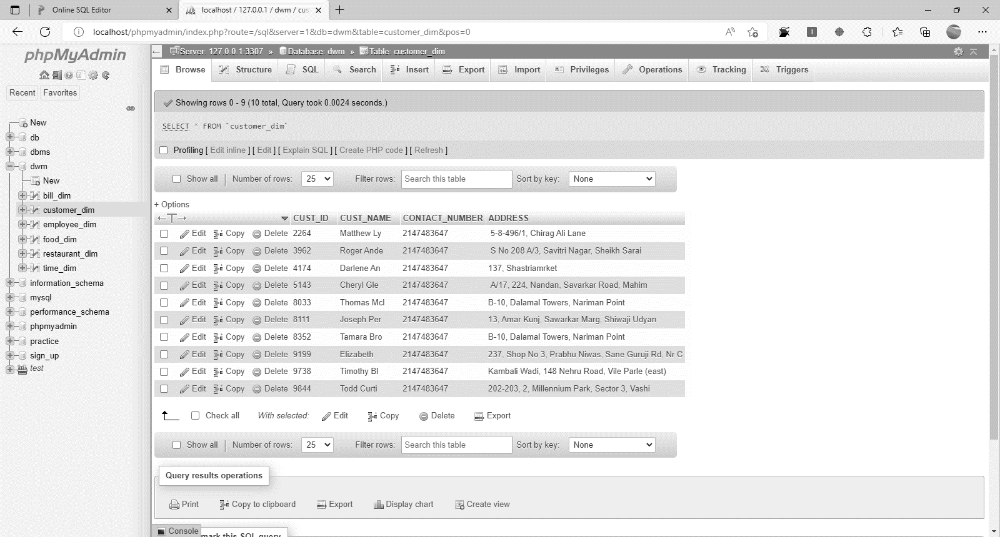 Online SQL Editor
localhost / 127.0.0.1 / dwm / cus
localhost/phpmyadmin/index.php?route=/sql&server=1&db=dwm&table=customer_dim&pos=0
phpMyAdmin
Recent Favorites
New
db
dbms
dwm
New
bill_dim
customer_dim
employee_dim
food_dim
restaurant_dim
time_dim
information_schema
mysql
performance_schema
phpmyadmin
practice
sign_up
test
Server: 127.0.0.1:3307 » Database: dwm » Table: customer_dim
Browse Structure SQL Search Insert Export Import Privileges Operations Tracking Triggers
Showing rows 0 - 9 (10 total, Query took 0.0024 seconds.)
SELECT * FROM `customer_dim`
Profiling [ Edit inline ] [ Edit ] [ Explain SQL ] [ Create PHP code ] [ Refresh ]
Show all Number of rows: 25 Filter rows: Search this table Sort by key: None
+ Options
←T→ CUST_ID CUST_NAME CONTACT_NUMBER ADDRESS
Edit Copy Delete 2264 Matthew Ly 2147483647 5-8-496/1, Chirag Ali Lane
Edit Copy Delete 3962 Roger Ande 2147483647 S No 208 A/3, Savitri Nagar, Sheikh Sarai
Edit Copy Delete 4174 Darlene An 2147483647 137, Shastriamrket
Edit Copy Delete 5143 Cheryl Gle 2147483647 A/17, 224, Nandan, Savarkar Road, Mahim
Edit Copy Delete 8033 Thomas Mcl 2147483647 B-10, Dalamal Towers, Nariman Point
Edit Copy Delete 8111 Joseph Per 2147483647 13, Amar Kunj, Sawarkar Marg, Shiwaji Udyan
Edit Copy Delete 8352 Tamara Bro 2147483647 B-10, Dalamal Towers, Nariman Point
Edit Copy Delete 9199 Elizabeth 2147483647 237, Shop No 3, Prabhu Niwas, Sane Guruji Rd, Nr C
Edit Copy Delete 9738 Timothy Bl 2147483647 Kambali Wadi, 148 Nehru Road, Vile Parle (east)
Edit Copy Delete 9844 Todd Curti 2147483647 202-203, 2, Millennium Park, Sector 3, Vashi
Check all With selected: Edit Copy Delete Export
Show all Number of rows: 25 Filter rows: Search this table Sort by key: None
Query results operations
Print Copy to clipboard Export Display chart Create view
Console
mark this SQL query